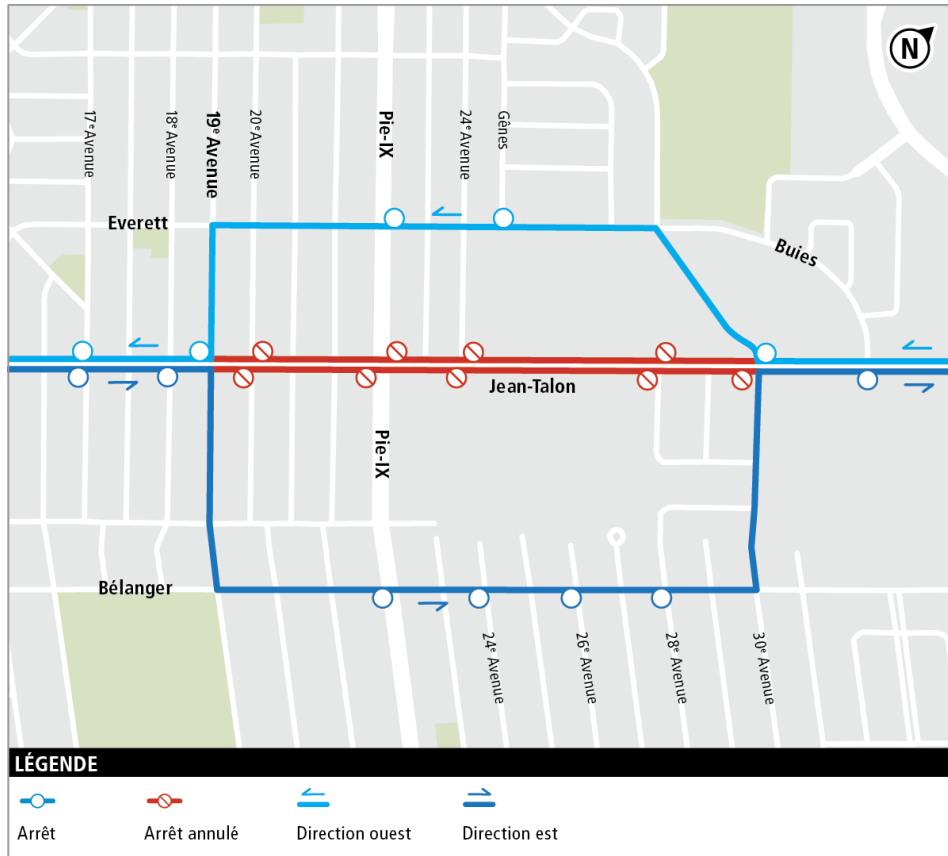 N
17e Avenue
18e Avenue
19e Avenue
20e Avenue
Pie-IX
24e Avenue
Gênes
Everett
Buies
Jean-Talon
Pie-IX
Bélanger
24e Avenue
26e Avenue
28e Avenue
30e Avenue
LÉGENDE
Arrêt
Arrêt annulé
Direction ouest
Direction est